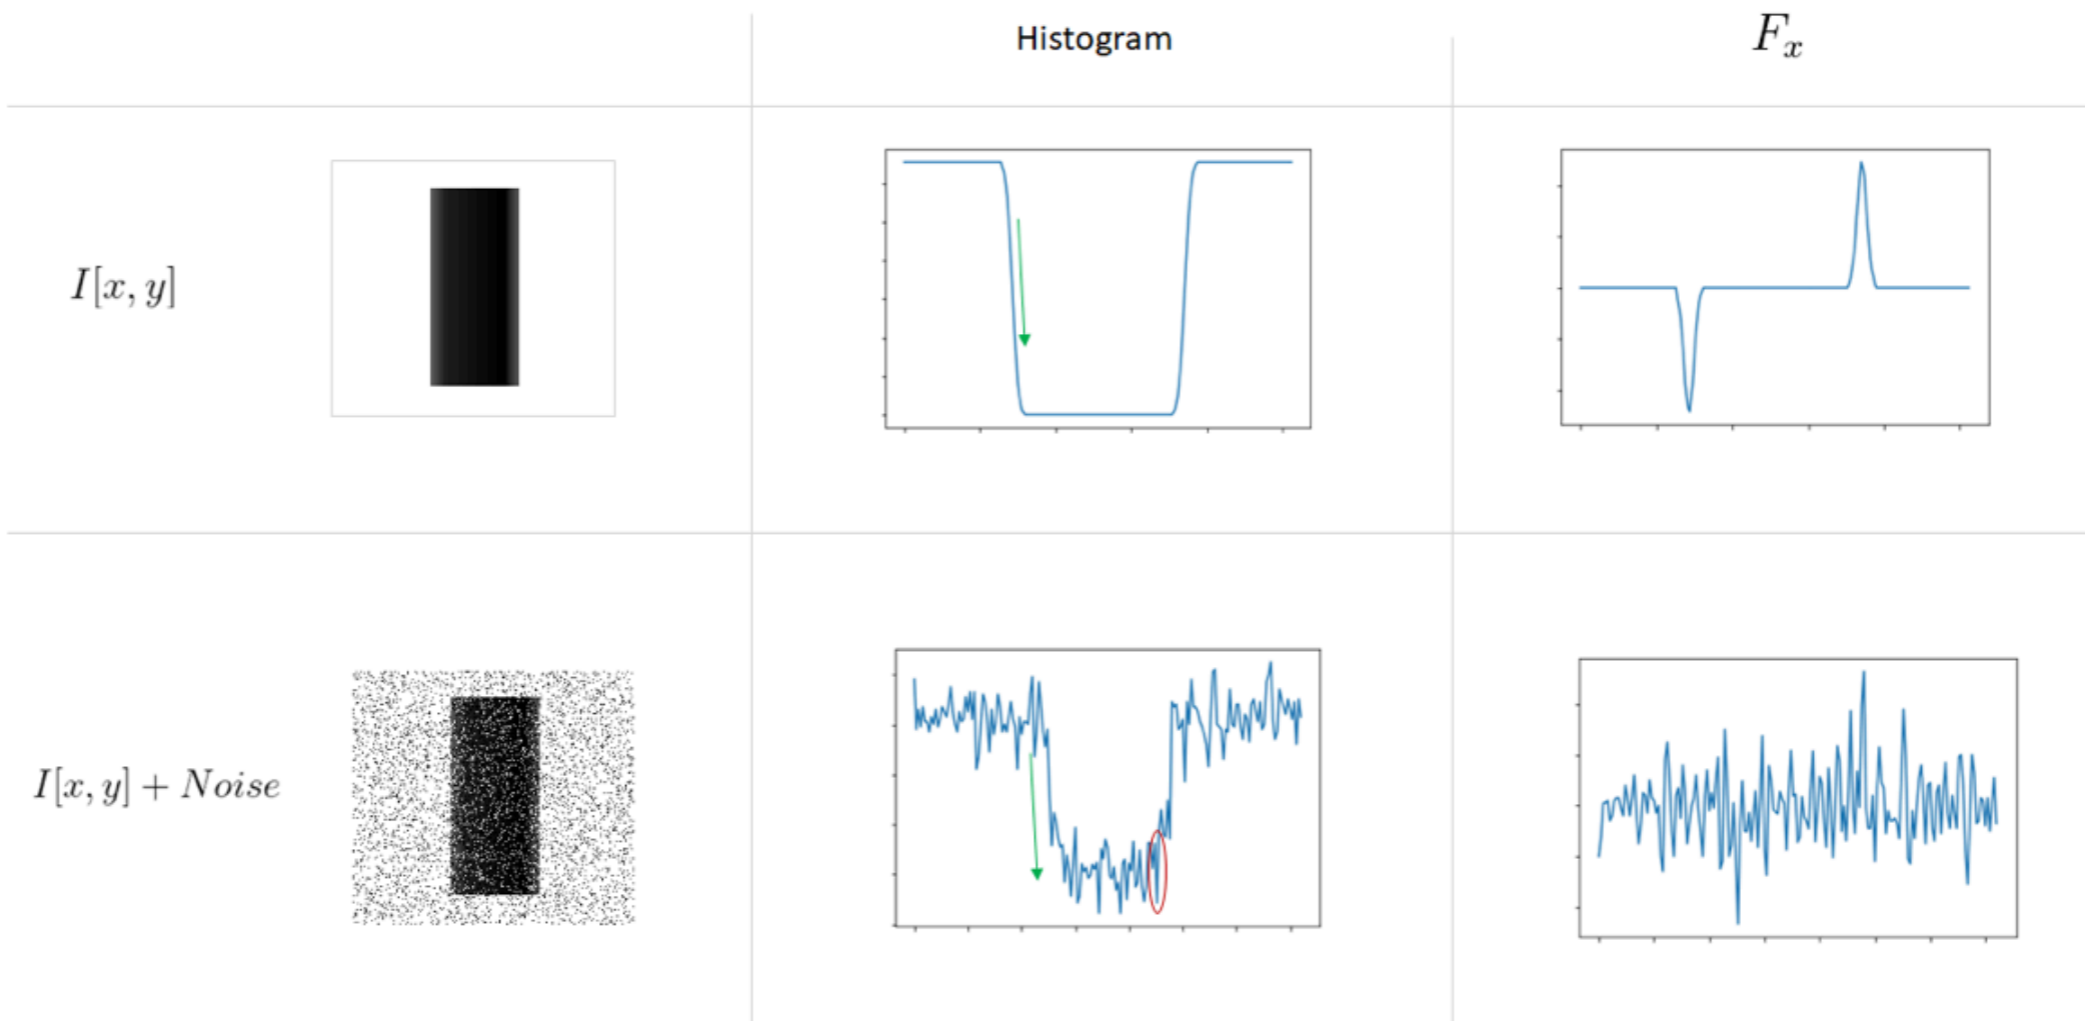 Histogram
$F_x$
$I[x, y]$
$I[x, y] + Noise$